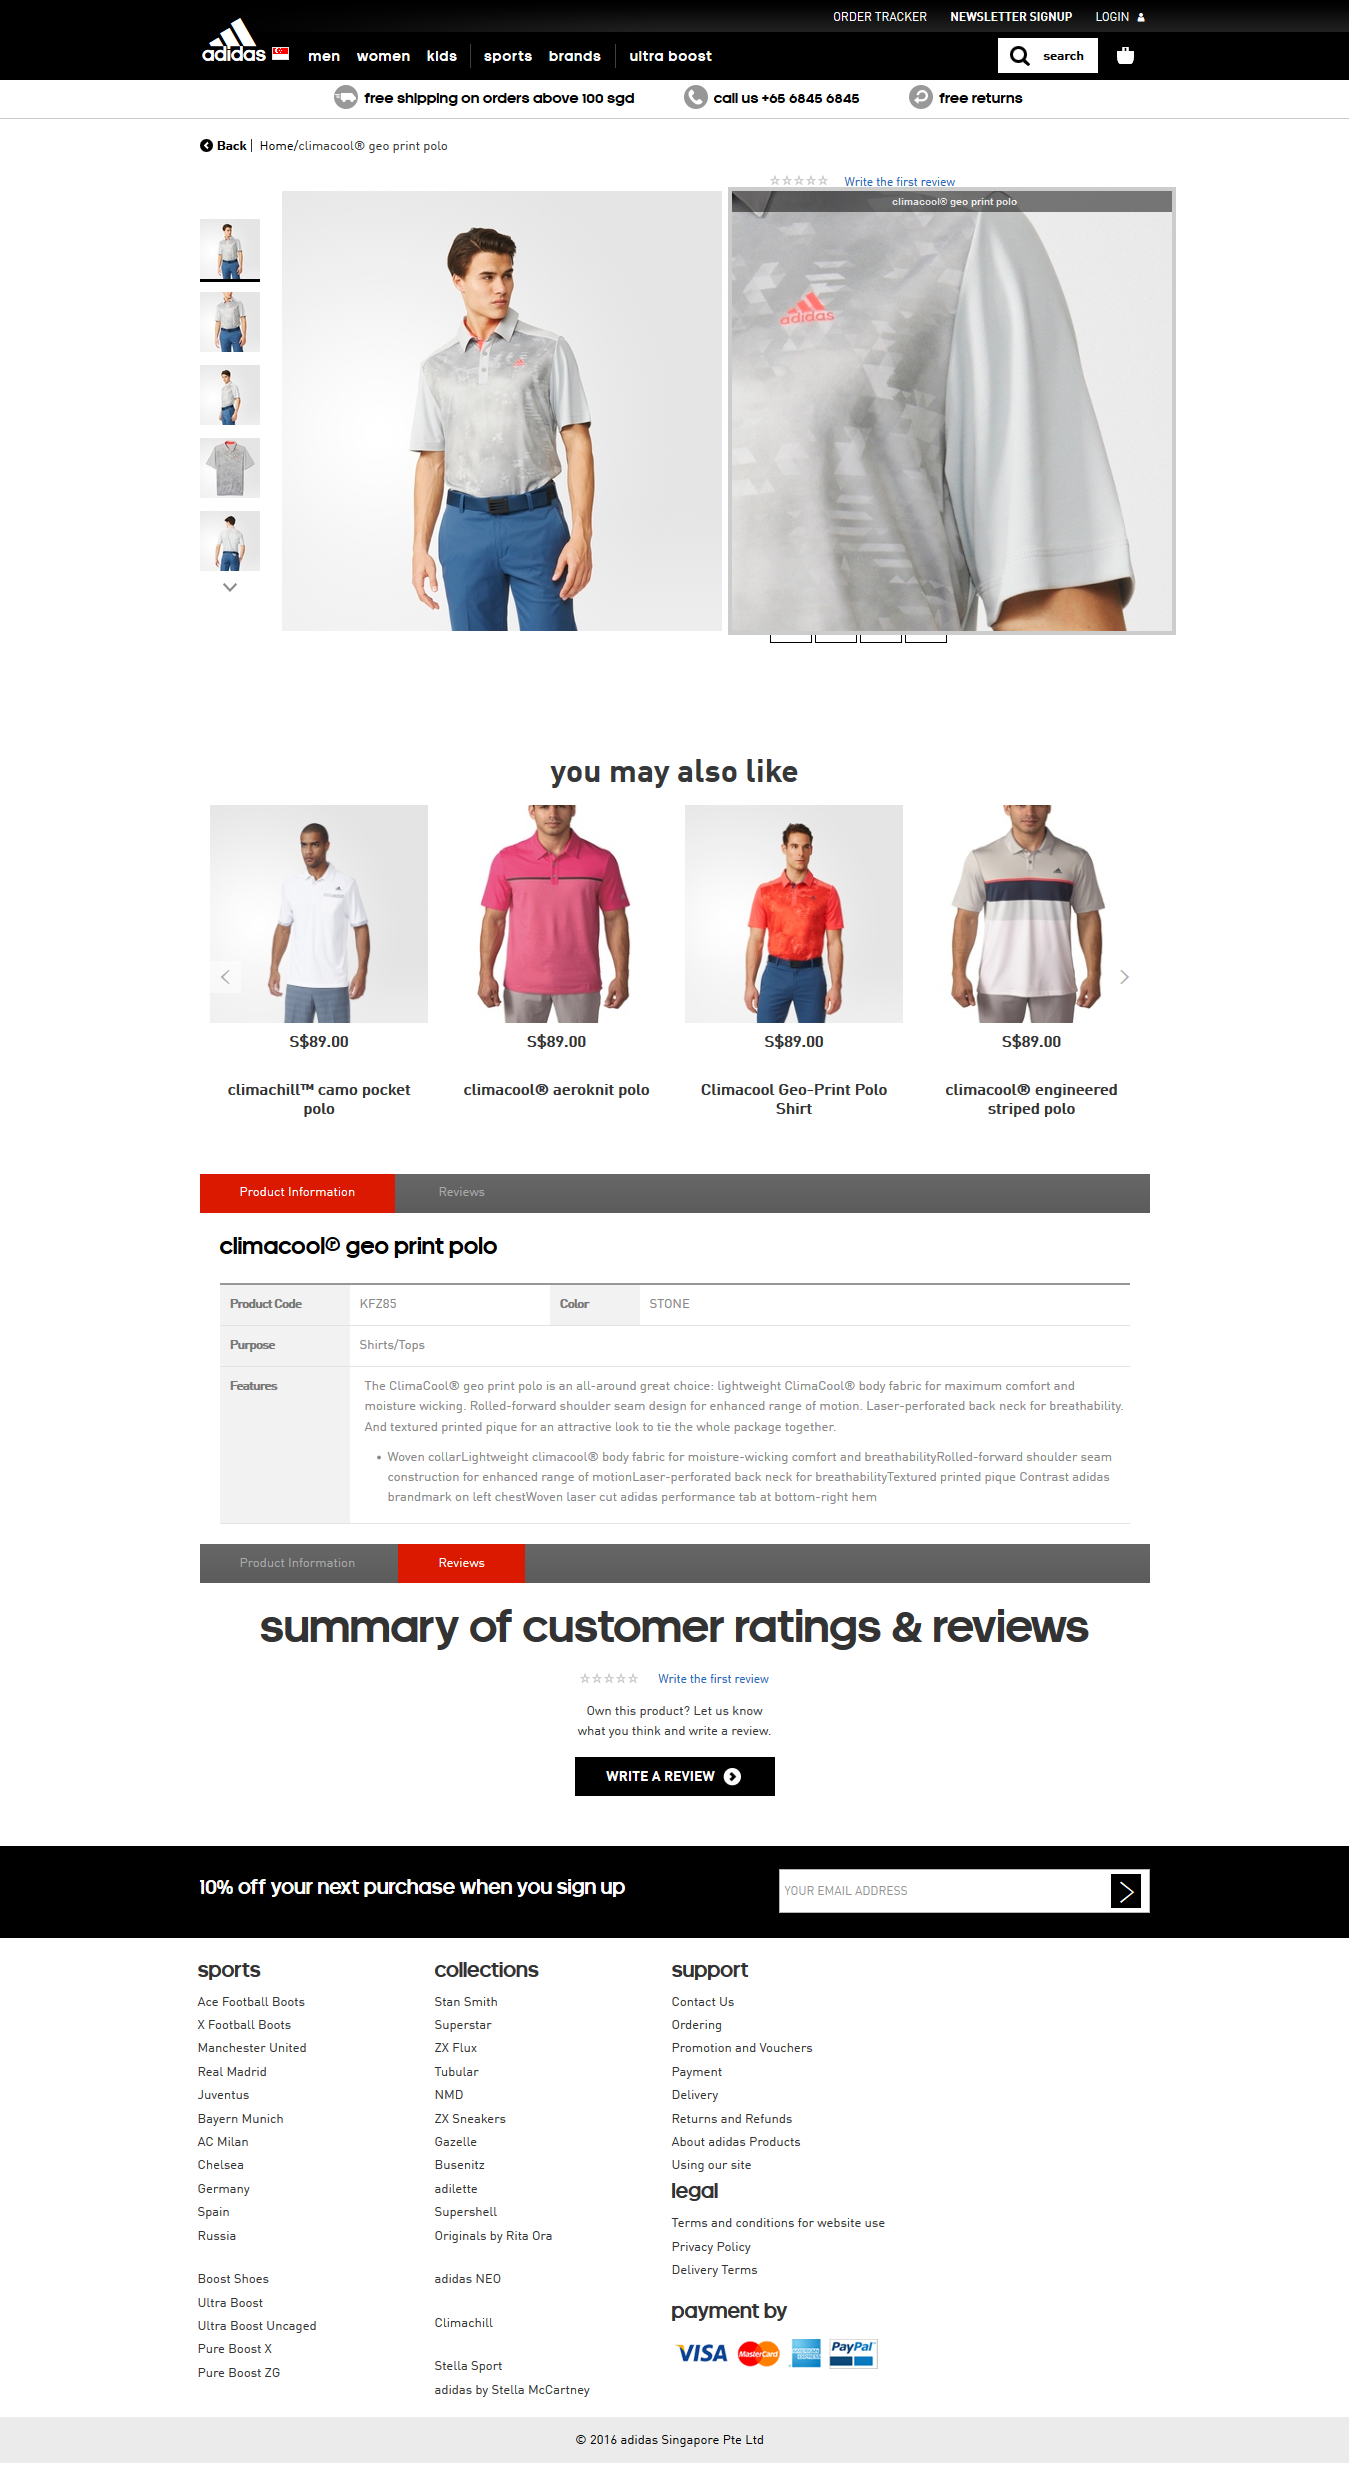 ORDER TRACKER NEWSLETTER SIGNUP LOGIN
adidas men women kids sports brands ultra boost search
free shipping on orders above 100 sgd call us +65 6845 6845 free returns
Back Home/climacool® geo print polo
Write the first review
climacool® geo print polo
adidas
you may also like
S$89.00 S$89.00 S$89.00 S$89.00
climachill™ camo pocket polo
climacool® aeroknit polo
Climacool Geo-Print Polo Shirt
climacool® engineered striped polo
Product Information Reviews
climacool® geo print polo
Product Code KFZ85 Color STONE
Purpose Shirts/Tops
Features The ClimaCool® geo print polo is an all-around great choice: lightweight ClimaCool® body fabric for maximum comfort and
moisture wicking. Rolled-forward shoulder seam design for enhanced range of motion. Laser-perforated back neck for breathability.
And textured printed pique for an attractive look to tie the whole package together.
• Woven collarLightweight climacool® body fabric for moisture-wicking comfort and breathabilityRolled-forward shoulder seam
construction for enhanced range of motionLaser-perforated back neck for breathabilityTextured printed pique Contrast adidas
brandmark on left chestWoven laser cut adidas performance tab at bottom-right hem
Product Information Reviews
summary of customer ratings & reviews
Write the first review
Own this product? Let us know
what you think and write a review.
WRITE A REVIEW
10% off your next purchase when you sign up YOUR EMAIL ADDRESS
sports
Ace Football Boots
X Football Boots
Manchester United
Real Madrid
Juventus
Bayern Munich
AC Milan
Chelsea
Germany
Spain
Russia
Boost Shoes
Ultra Boost
Ultra Boost Uncaged
Pure Boost X
Pure Boost ZG
collections
Stan Smith
Superstar
ZX Flux
Tubular
NMD
ZX Sneakers
Gazelle
Busenitz
adilette
Supershell
Originals by Rita Ora
adidas NEO
Climachill
Stella Sport
adidas by Stella McCartney
support
Contact Us
Ordering
Promotion and Vouchers
Payment
Delivery
Returns and Refunds
About adidas Products
Using our site
legal
Terms and conditions for website use
Privacy Policy
Delivery Terms
payment by
VISA MasterCard AMERICAN EXPRESS PayPal
© 2016 adidas Singapore Pte Ltd